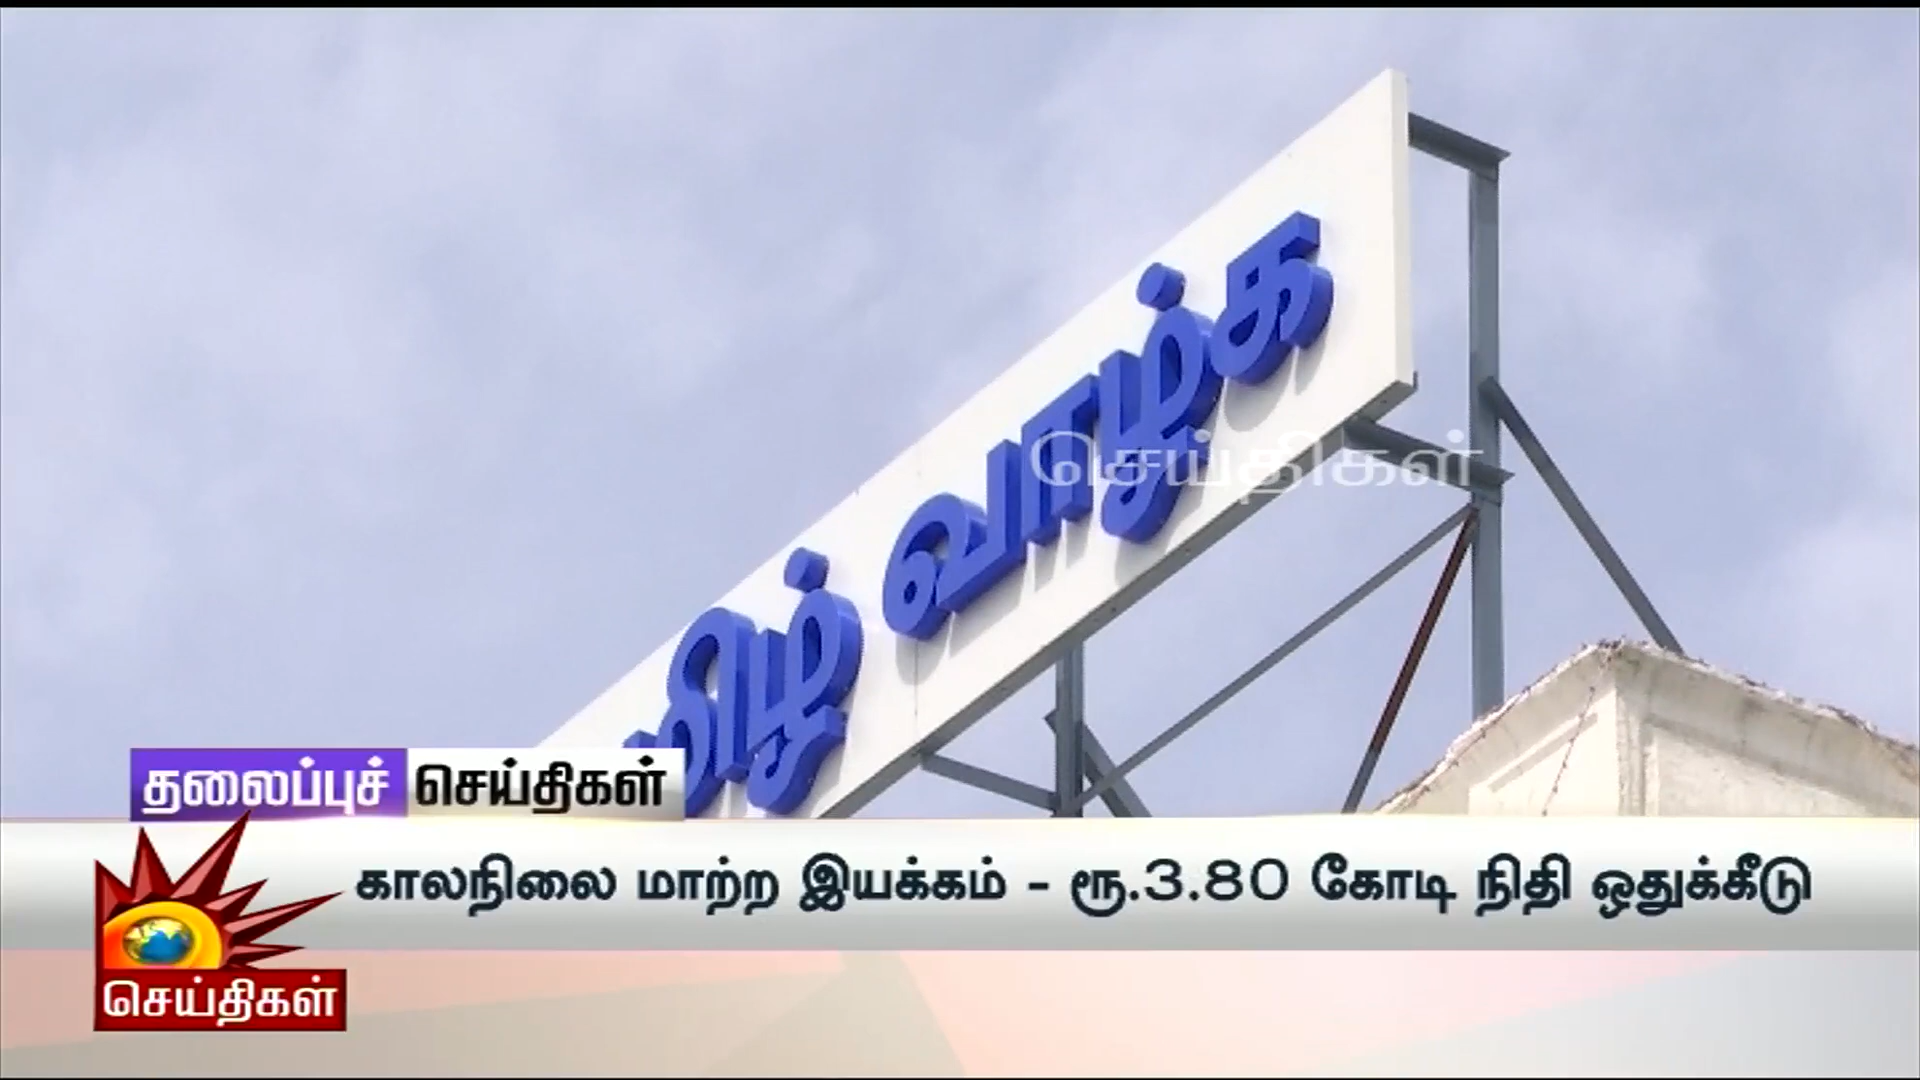 வாழ்க
செய்திகள்
தலைப்புச் செய்திகள்
காலநிலை மாற்ற இயக்கம் - ரூ.3.80 கோடி நிதி ஒதுக்கீடு
செய்திகள்